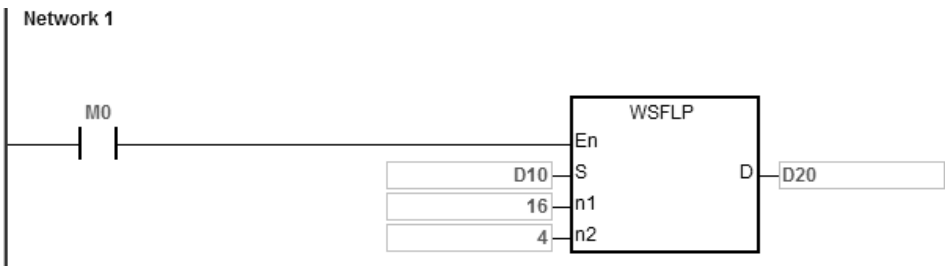 Network 1
M0
WSFLP
En
D10 S D D20
16 n1
4 n2